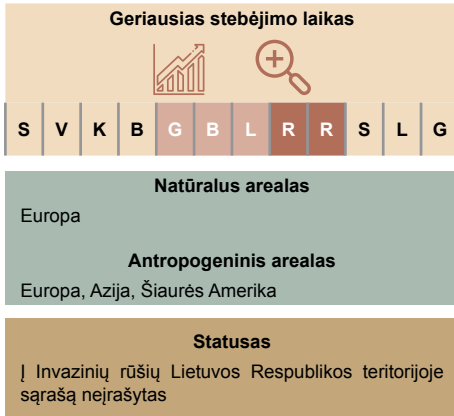 Geriausias stebėjimo laikas
S V K B G B L R R S L G
Natūralus arealas
Europa
Antropogeninis arealas
Europa, Azija, Šiaurės Amerika
Statusas
Į Invazinių rūšių Lietuvos Respublikos teritorijoje
sąrašą neįrašytas